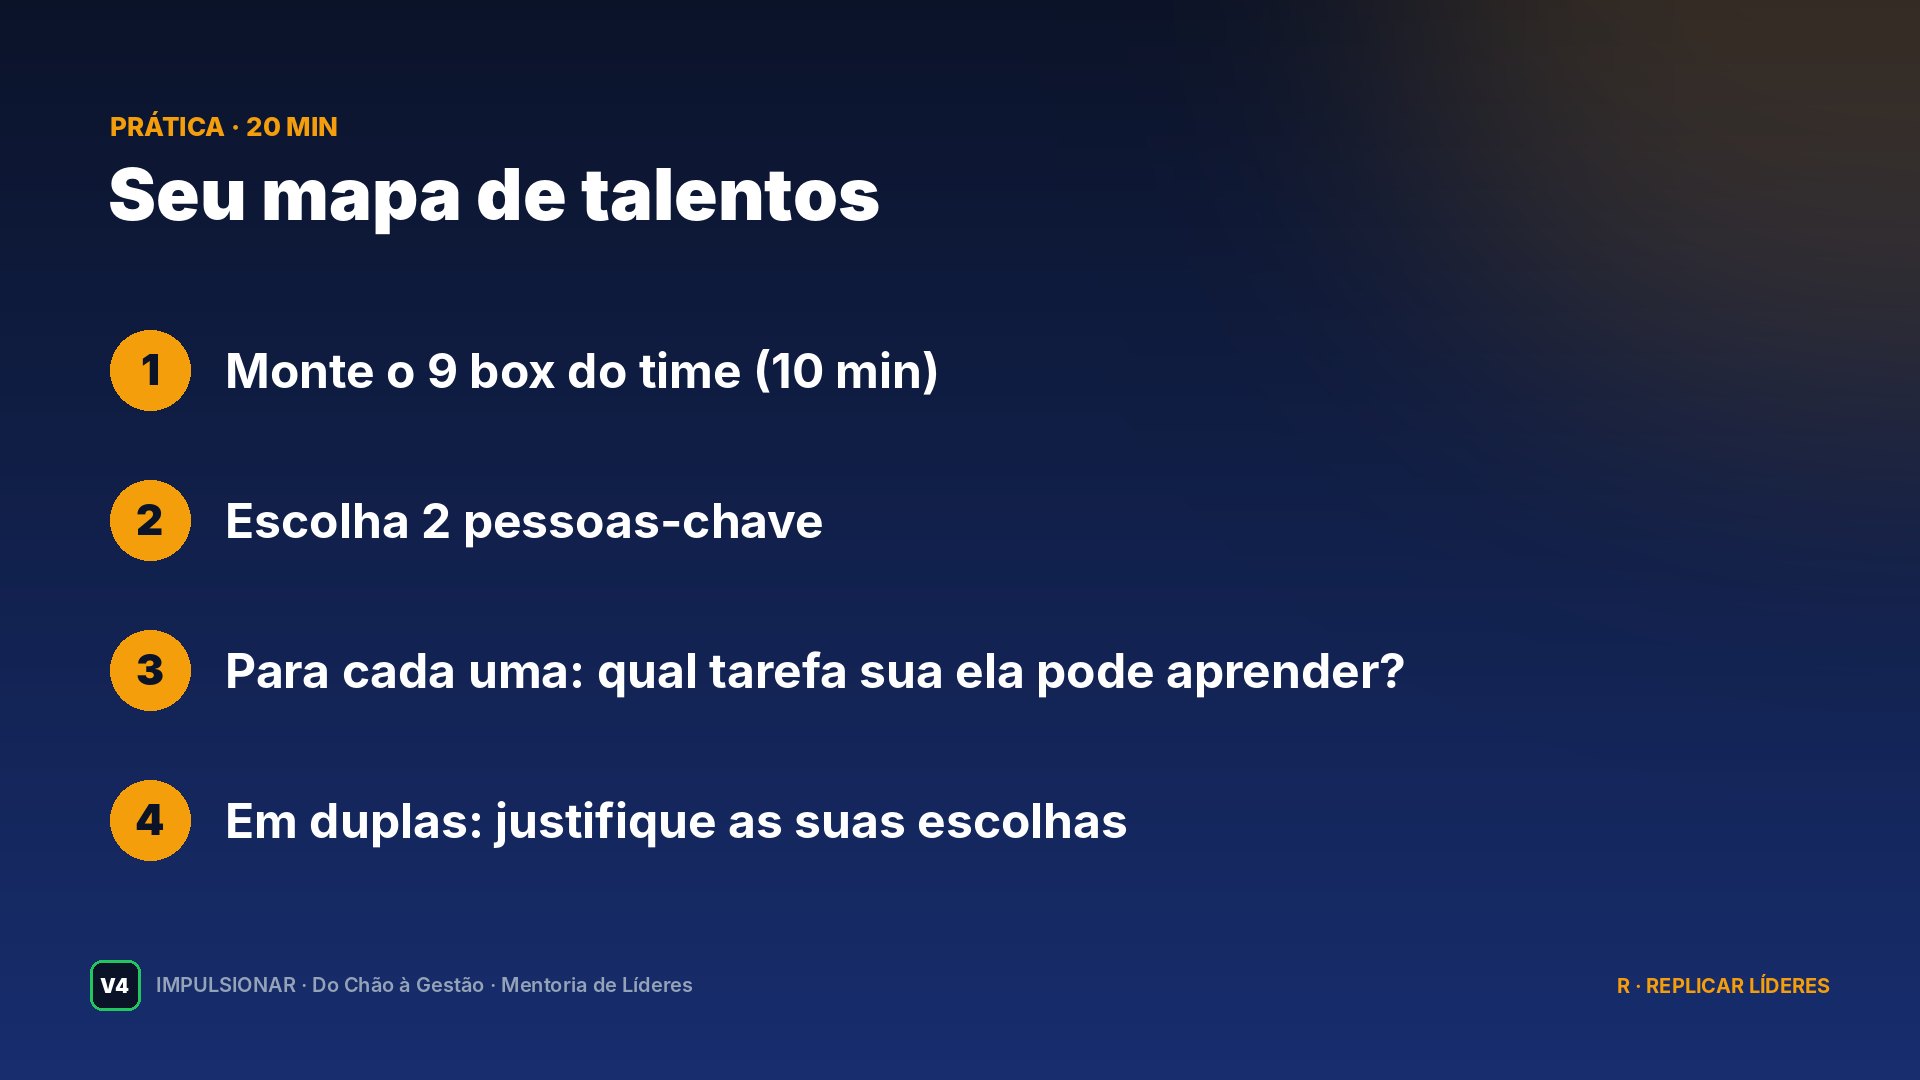 PRÁTICA · 20 MIN
Seu mapa de talentos
1 Monte o 9 box do time (10 min)
2 Escolha 2 pessoas-chave
3 Para cada uma: qual tarefa sua ela pode aprender?
4 Em duplas: justifique as suas escolhas
V4 IMPULSIONAR · Do Chão à Gestão · Mentoria de Líderes
R · REPLICAR LÍDERES